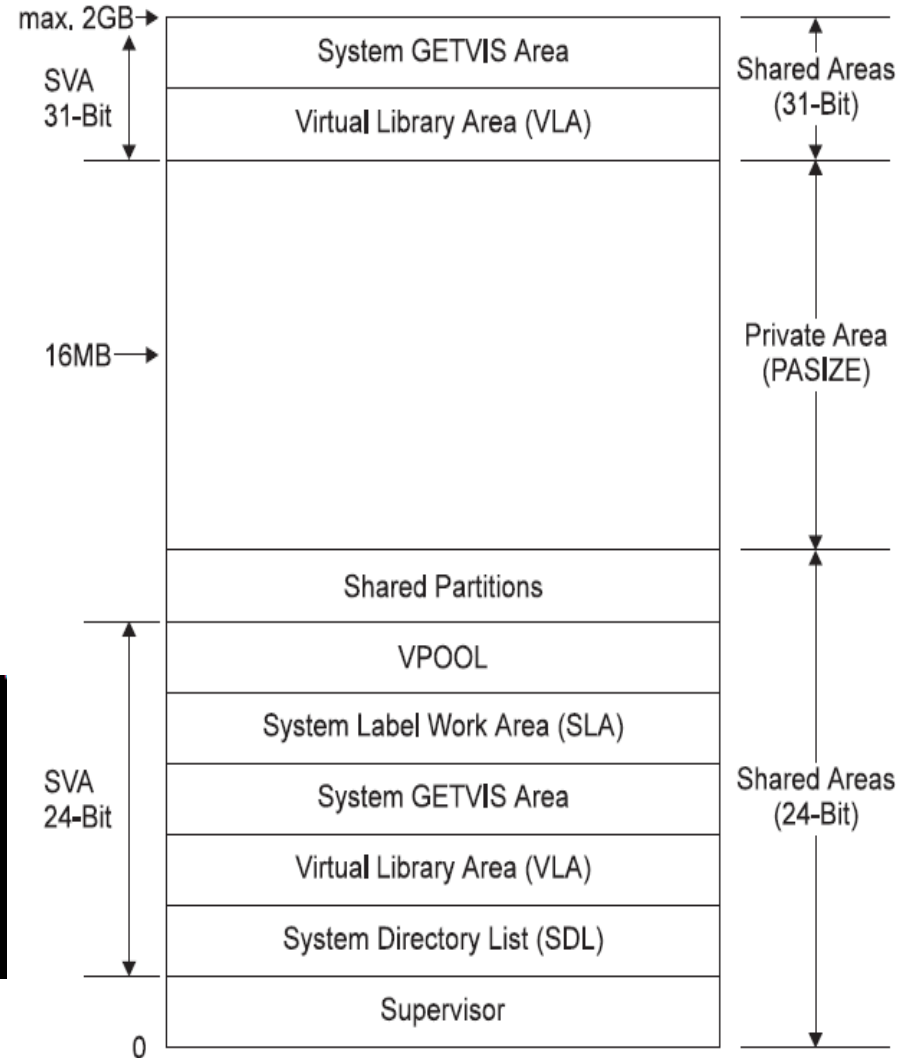 max. 2GB
System GETVIS Area
SVA
31-Bit
Shared Areas
(31-Bit)
Virtual Library Area (VLA)
16MB
Private Area
(PASIZE)
Shared Partitions
VPOOL
System Label Work Area (SLA)
SVA
24-Bit
System GETVIS Area
Shared Areas
(24-Bit)
Virtual Library Area (VLA)
System Directory List (SDL)
Supervisor
0